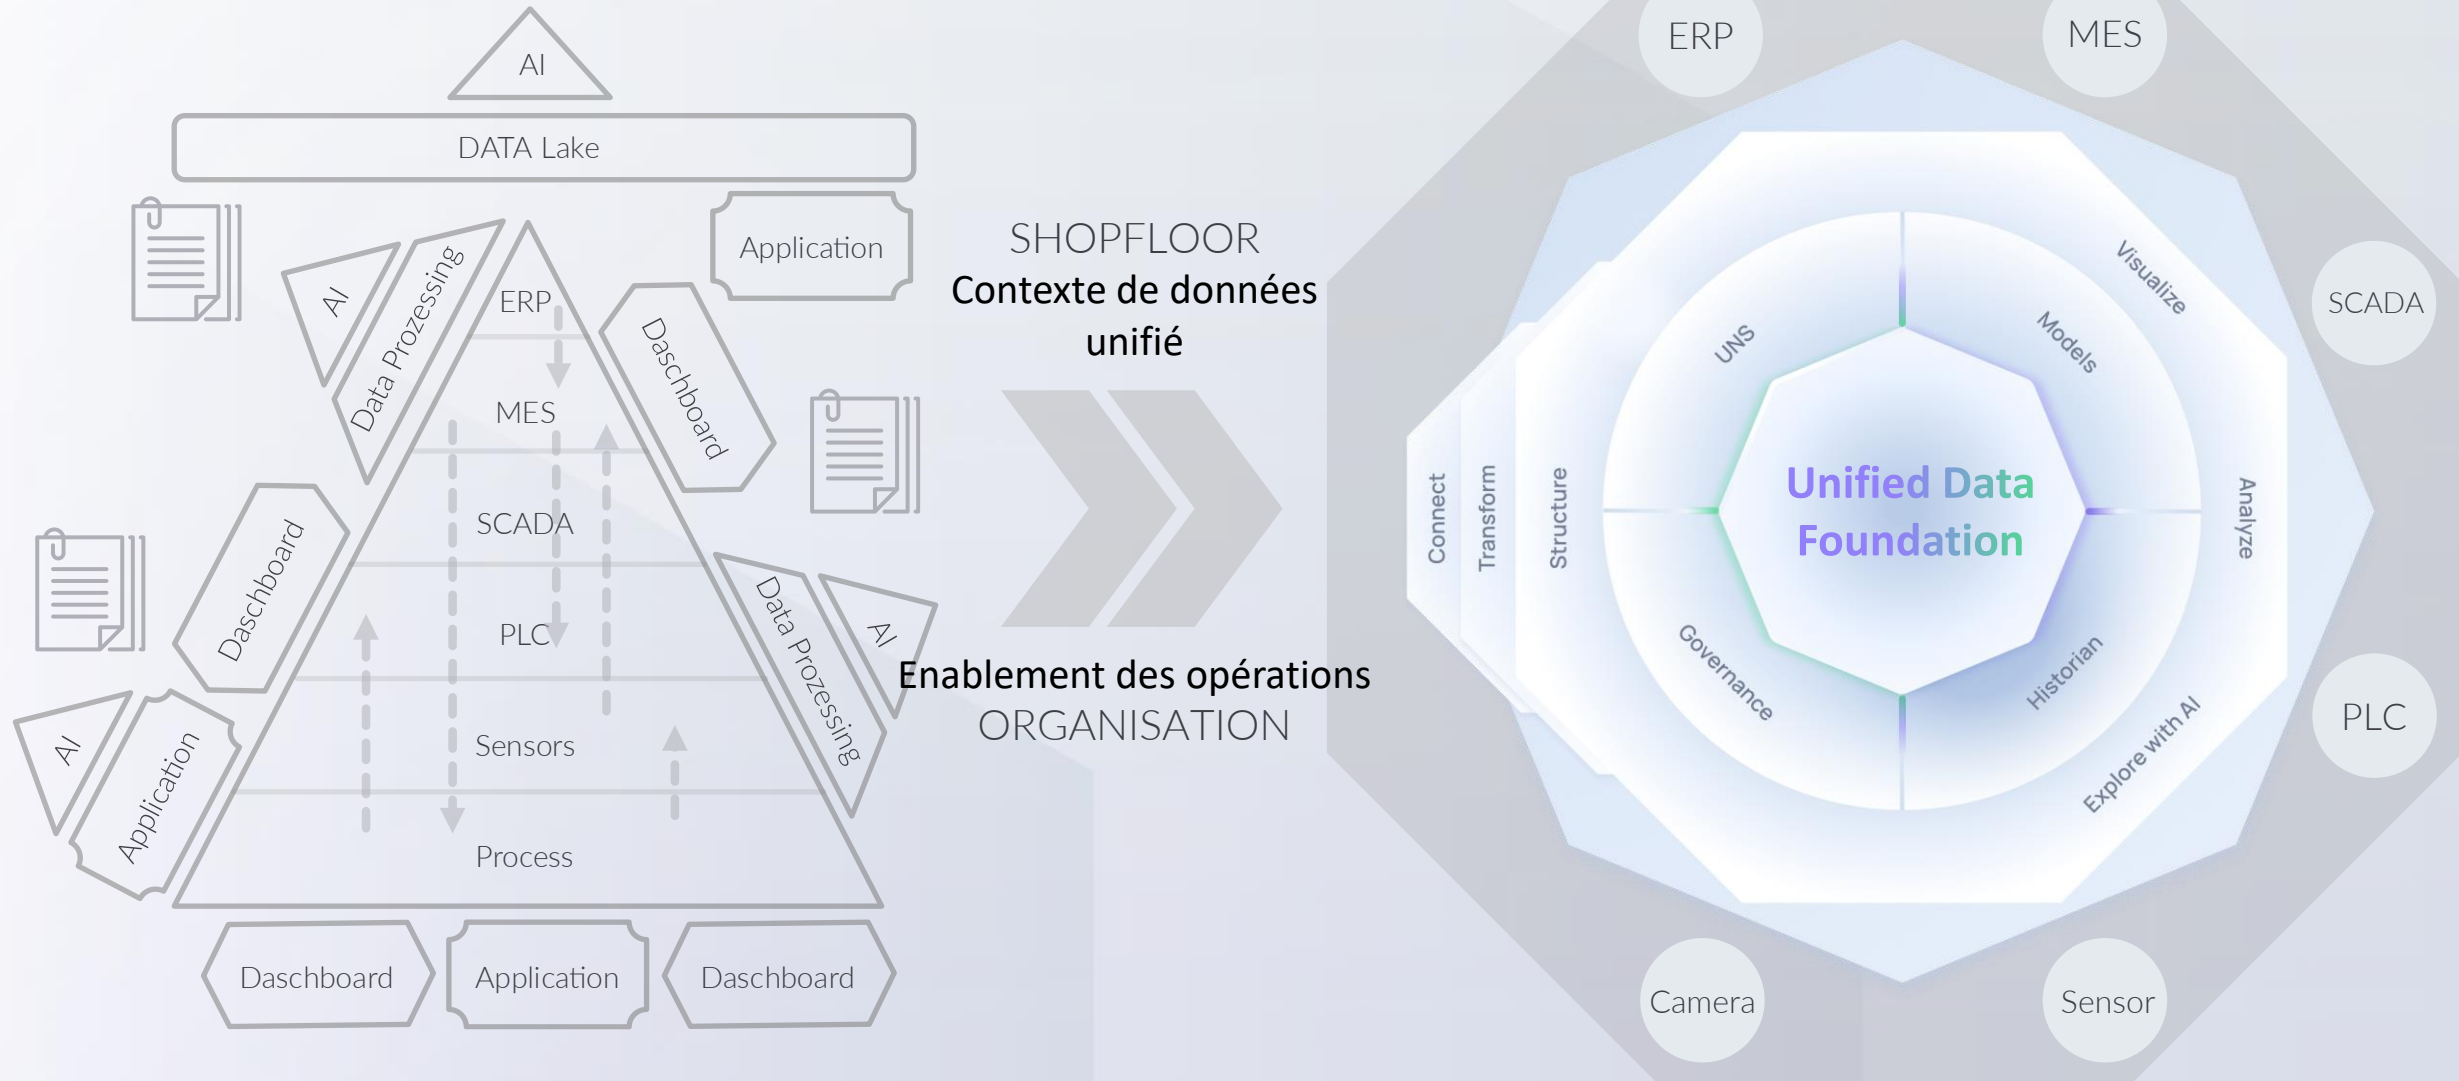 AI
DATA Lake
Application
AI
Data Prozessing
ERP
Daschboard
MES
SCADA
Daschboard
PLC
Data Prozessing
AI
AI
Application
Sensors
Process
Daschboard
Application
Daschboard
SHOPFLOOR
Contexte de données
unifié
Enablement des opérations
ORGANISATION
ERP
MES
SCADA
PLC
Sensor
Camera
Connect
Transform
Structure
Visualize
Analyze
Explore with AI
UNS
Models
Governance
Historian
Unified Data
Foundation